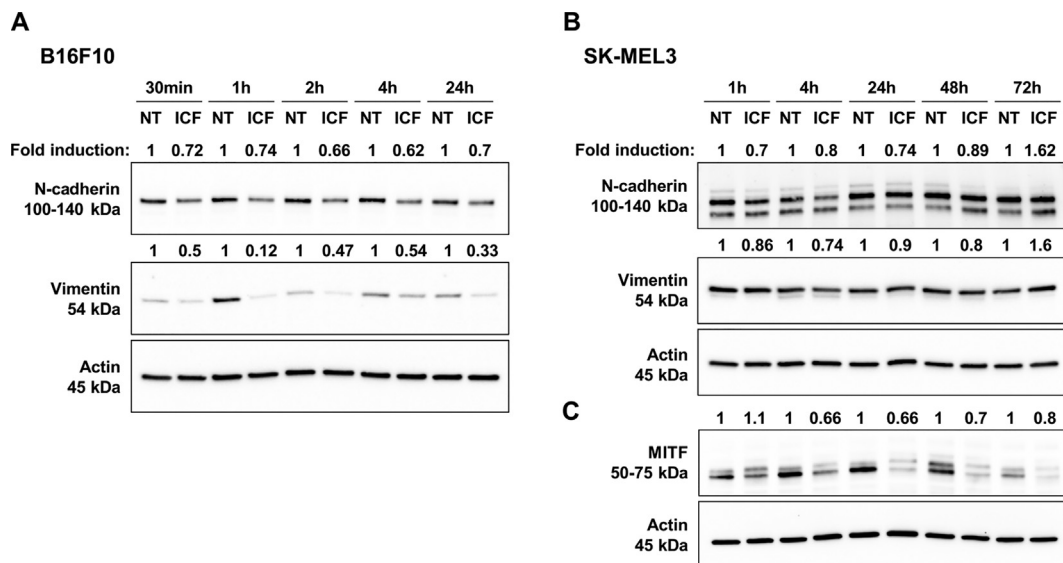 A
B16F10
30min 1h 2h 4h 24h
NT ICF NT ICF NT ICF NT ICF NT ICF
Fold induction: 1 0.72 1 0.74 1 0.66 1 0.62 1 0.7
N-cadherin
100-140 kDa
1 0.5 1 0.12 1 0.47 1 0.54 1 0.33
Vimentin
54 kDa
Actin
45 kDa
B
SK-MEL3
1h 4h 24h 48h 72h
NT ICF NT ICF NT ICF NT ICF NT ICF
Fold induction: 1 0.7 1 0.8 1 0.74 1 0.89 1 1.62
N-cadherin
100-140 kDa
1 0.86 1 0.74 1 0.9 1 0.8 1 1.6
Vimentin
54 kDa
Actin
45 kDa
C
1 1.1 1 0.66 1 0.66 1 0.7 1 0.8
MITF
50-75 kDa
Actin
45 kDa